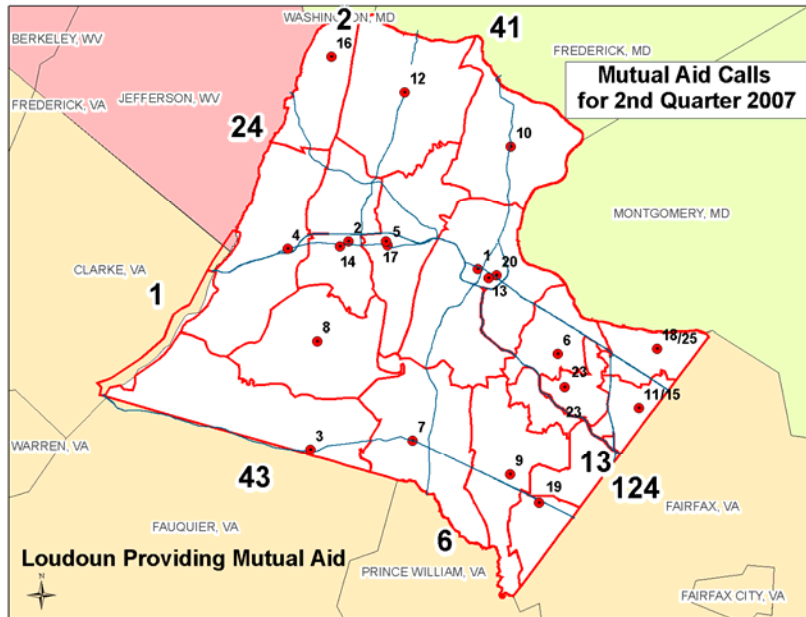 WASHINGTON, MD
2
41
BERKELEY, WV
16
FREDERICK, MD
Mutual Aid Calls
for 2nd Quarter 2007
12
JEFFERSON, WV
FREDERICK, VA
24
10
MONTGOMERY, MD
4
2
5
14
17
CLARKE, VA
1
20
13
1
8
6
18/25
23
11/15
23
WARREN, VA
3
7
9
13
43
124
19
FAIRFAX, VA
FAUQUIER, VA
6
Loudoun Providing Mutual Aid
PRINCE WILLIAM, VA
N
FAIRFAX CITY, VA